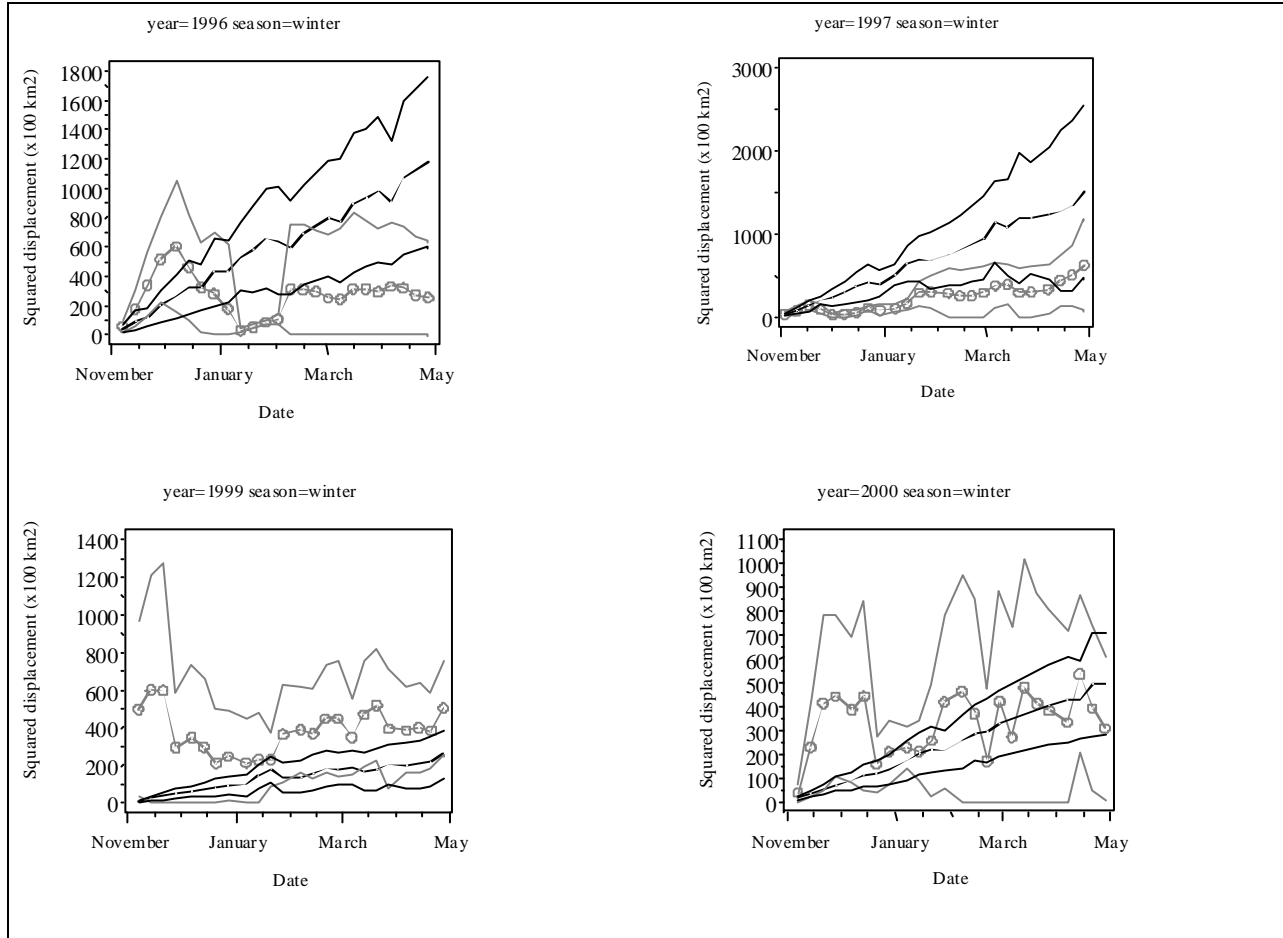 year=1996 season=winter
Squared displacement (x100 km2)
1800
1600
1400
1200
1000
800
600
400
200
0
November January March May
Date
year=1997 season=winter
Squared displacement (x100 km2)
3000
2000
1000
0
November January March May
Date
year=1999 season=winter
Squared displacement (x100 km2)
1400
1200
1000
800
600
400
200
0
November January March May
Date
year=2000 season=winter
Squared displacement (x100 km2)
1100
1000
900
800
700
600
500
400
300
200
100
0
November January March May
Date